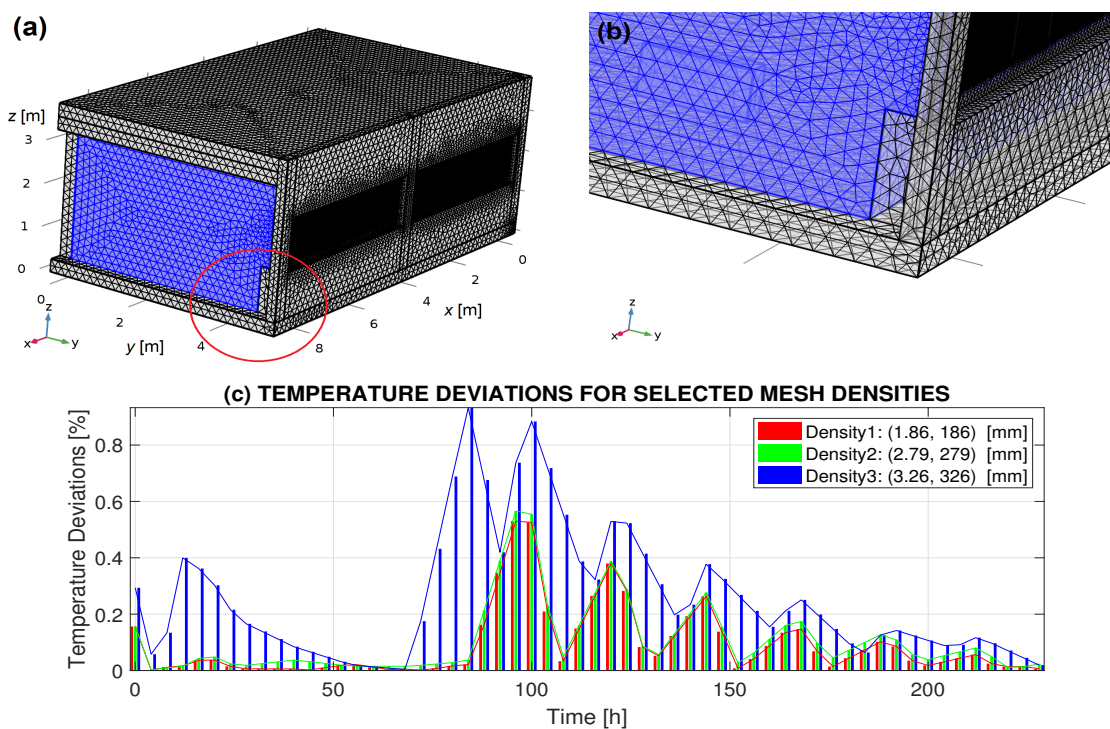 (a)
z [m]
3
2
1
0
0
2
4
y [m]
8
6
4
2
0
x [m]
z
x
y
(b)
z
x
y
(c) TEMPERATURE DEVIATIONS FOR SELECTED MESH DENSITIES
Temperature Deviations [%]
0.8
0.6
0.4
0.2
0
Density1: (1.86, 186) [mm]
Density2: (2.79, 279) [mm]
Density3: (3.26, 326) [mm]
0
50
100
150
200
Time [h]